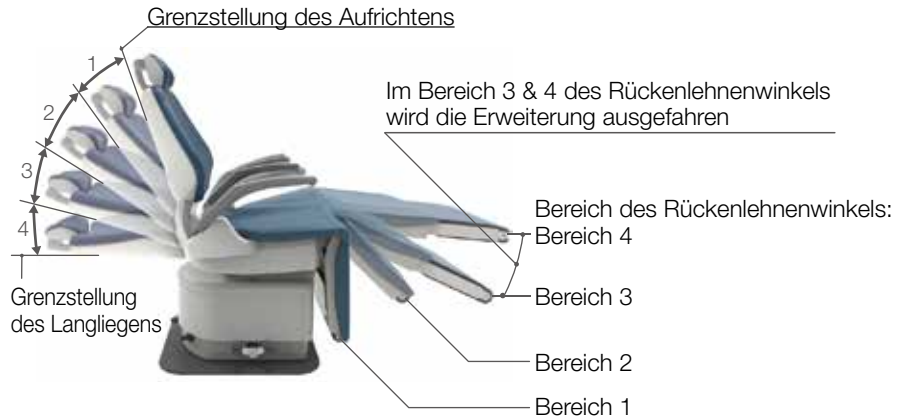 Grenzstellung des Aufrichtens
1
2
3
4
Im Bereich 3 & 4 des Rückenlehnenwinkels
wird die Erweiterung ausgefahren
Bereich des Rückenlehnenwinkels:
Bereich 4
Bereich 3
Bereich 2
Bereich 1
Grenzstellung
des Langliegens